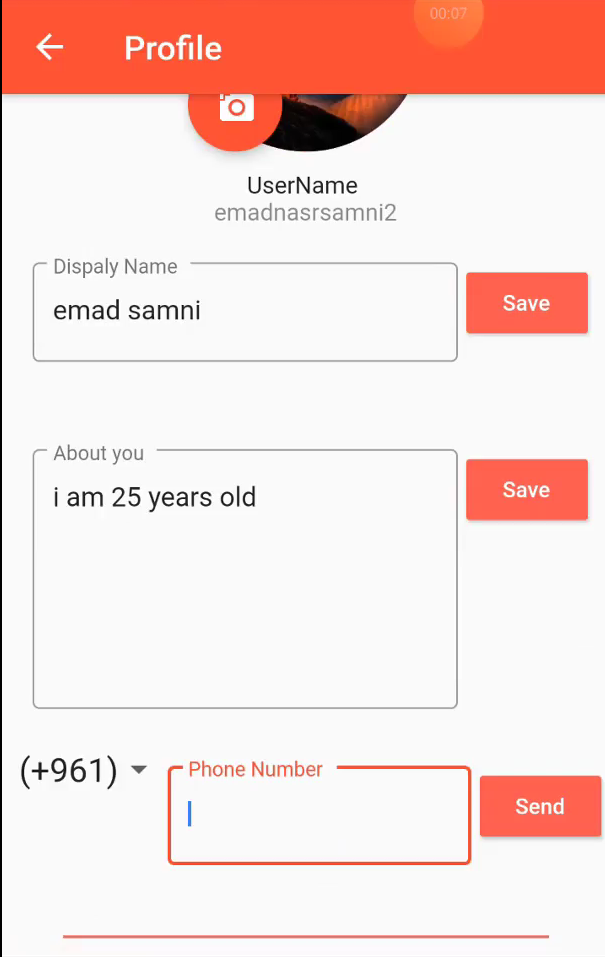 00:07
Profile
UserName
emadnasrsamni2
Dispaly Name
emad samni
Save
About you
i am 25 years old
Save
(+961)
Phone Number
Send